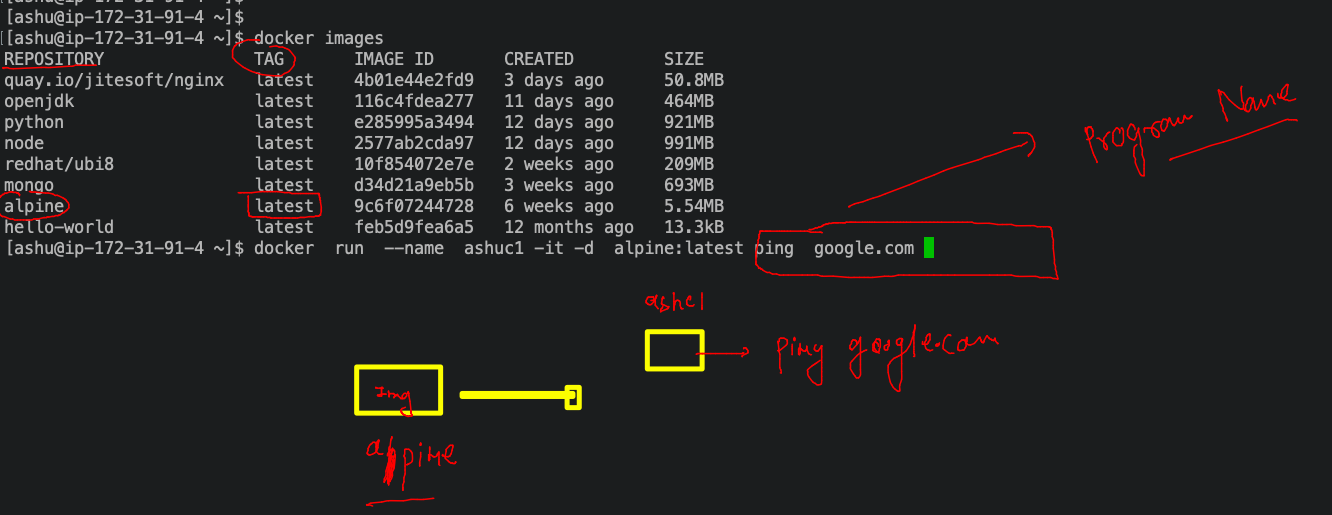 [ashu@ip-172-31-91-4 ~]$
[ashu@ip-172-31-91-4 ~]$
[ashu@ip-172-31-91-4 ~]$ docker images
REPOSITORY TAG IMAGE ID CREATED SIZE
quay.io/jitesoft/nginx latest 4b01e44e2fd9 3 days ago 50.8MB
openjdk latest 116c4fdea277 11 days ago 464MB
python latest e285995a3494 12 days ago 921MB
node latest 2577ab2cda97 12 days ago 991MB
redhat/ubi8 latest 10f854072e7e 2 weeks ago 209MB
mongo latest d34d21a9eb5b 3 weeks ago 693MB
alpine latest 9c6f07244728 6 weeks ago 5.54MB
hello-world latest feb5d9fea6a5 12 months ago 13.3kB
[ashu@ip-172-31-91-4 ~]$ docker run --name ashuc1 -it -d alpine:latest ping google.com
Program Name
ashc1
ping google.com
Img
alpine